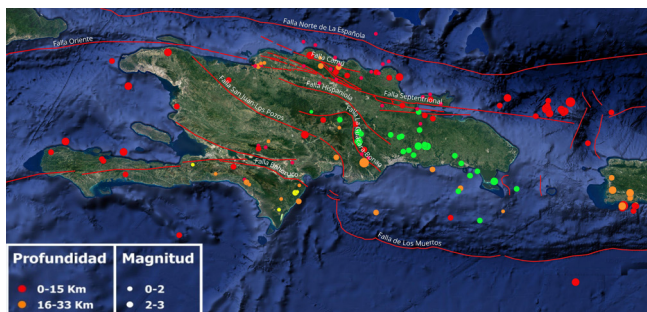 Falla Norte de La Española
Falla Oriente
Falla Camú
Falla Septentrional
Falla Hispaniola
Falla San Juan Los Pozos
Falla Enriquillo
Falla de Los Muertos
Profundidad
Magnitud
0-15 Km
0-2
16-33 Km
2-3